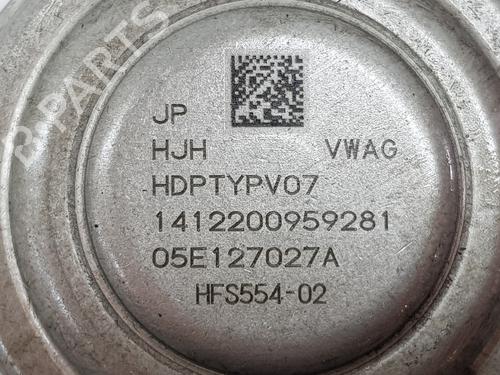 B-PARTS
JP
HJH VWAG
HDPTYPV07
1412200959281
05E127027A
HFS554-02